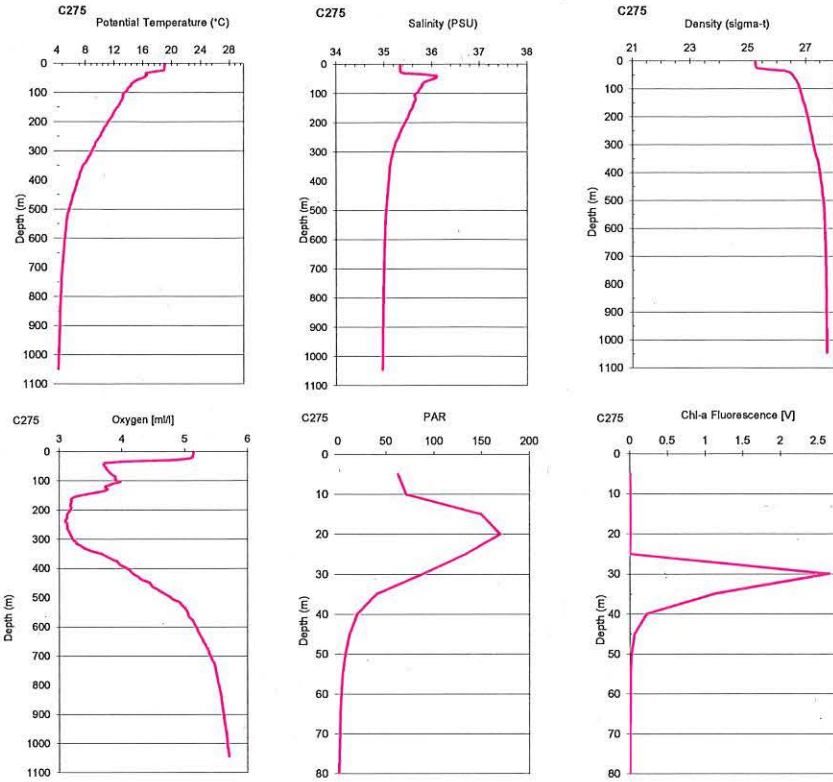 C275
Potential Temperature (°C)
4 8 12 16 20 24 28
0
100
200
300
400
500
600
700
800
900
1000
1100
Depth (m)
C275
Salinity (PSU)
34 35 36 37 38
0
100
200
300
400
500
600
700
800
900
1000
1100
Depth (m)
C275
Density (sigma-t)
21 23 25 27
0
100
200
300
400
500
600
700
800
900
1000
1100
Depth (m)
C275
Oxygen [ml/l]
3 4 5 6
0
100
200
300
400
500
600
700
800
900
1000
1100
Depth (m)
C275
PAR
0 50 100 150 200
0
10
20
30
40
50
60
70
80
Depth (m)
C275
Chl-a Fluorescence [V]
0 0.5 1 1.5 2 2.5
0
10
20
30
40
50
60
70
80
Depth (m)